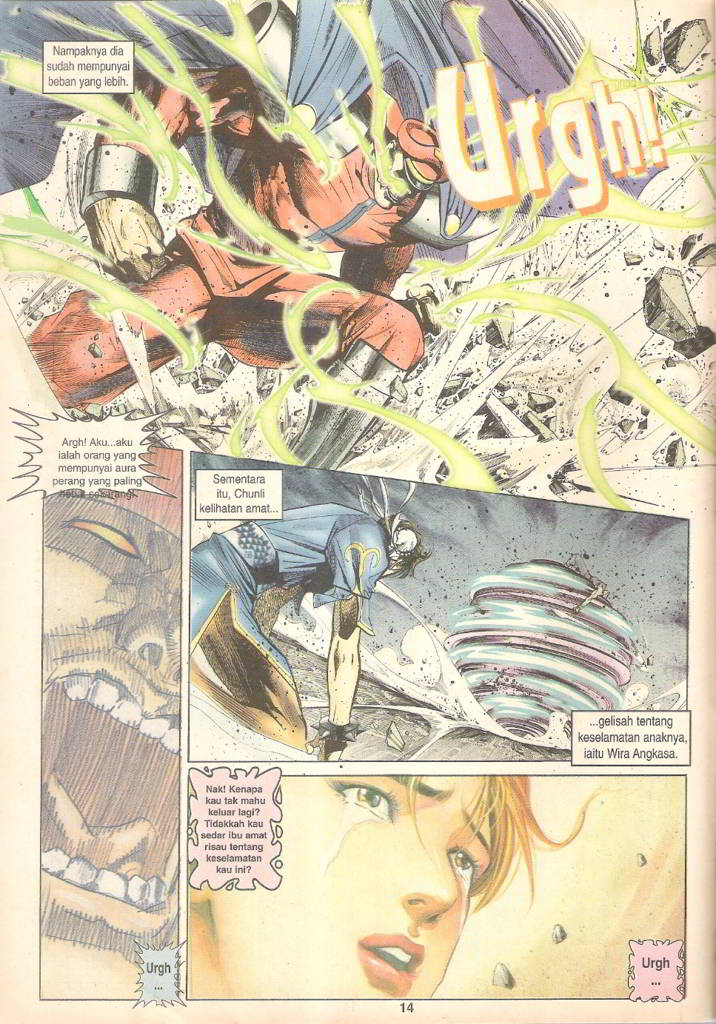 Nampaknya dia
sudah mempunyai
beban yang lebih.
Urgh!
Argh! Aku...aku
ialah orang yang
mempunyai aura
perang yang paling
hebat sekarang!
Sementara
itu, Chunli
kelihatan amat...
...gelisah tentang
keselamatan anaknya,
iaitu Wira Angkasa.
Nak! Kenapa
kau tak mahu
keluar lagi?
Tidakkah kau
sedar ibu amat
risau tentang
keselamatan
kau ini?
Urgh
...
Urgh
...
14